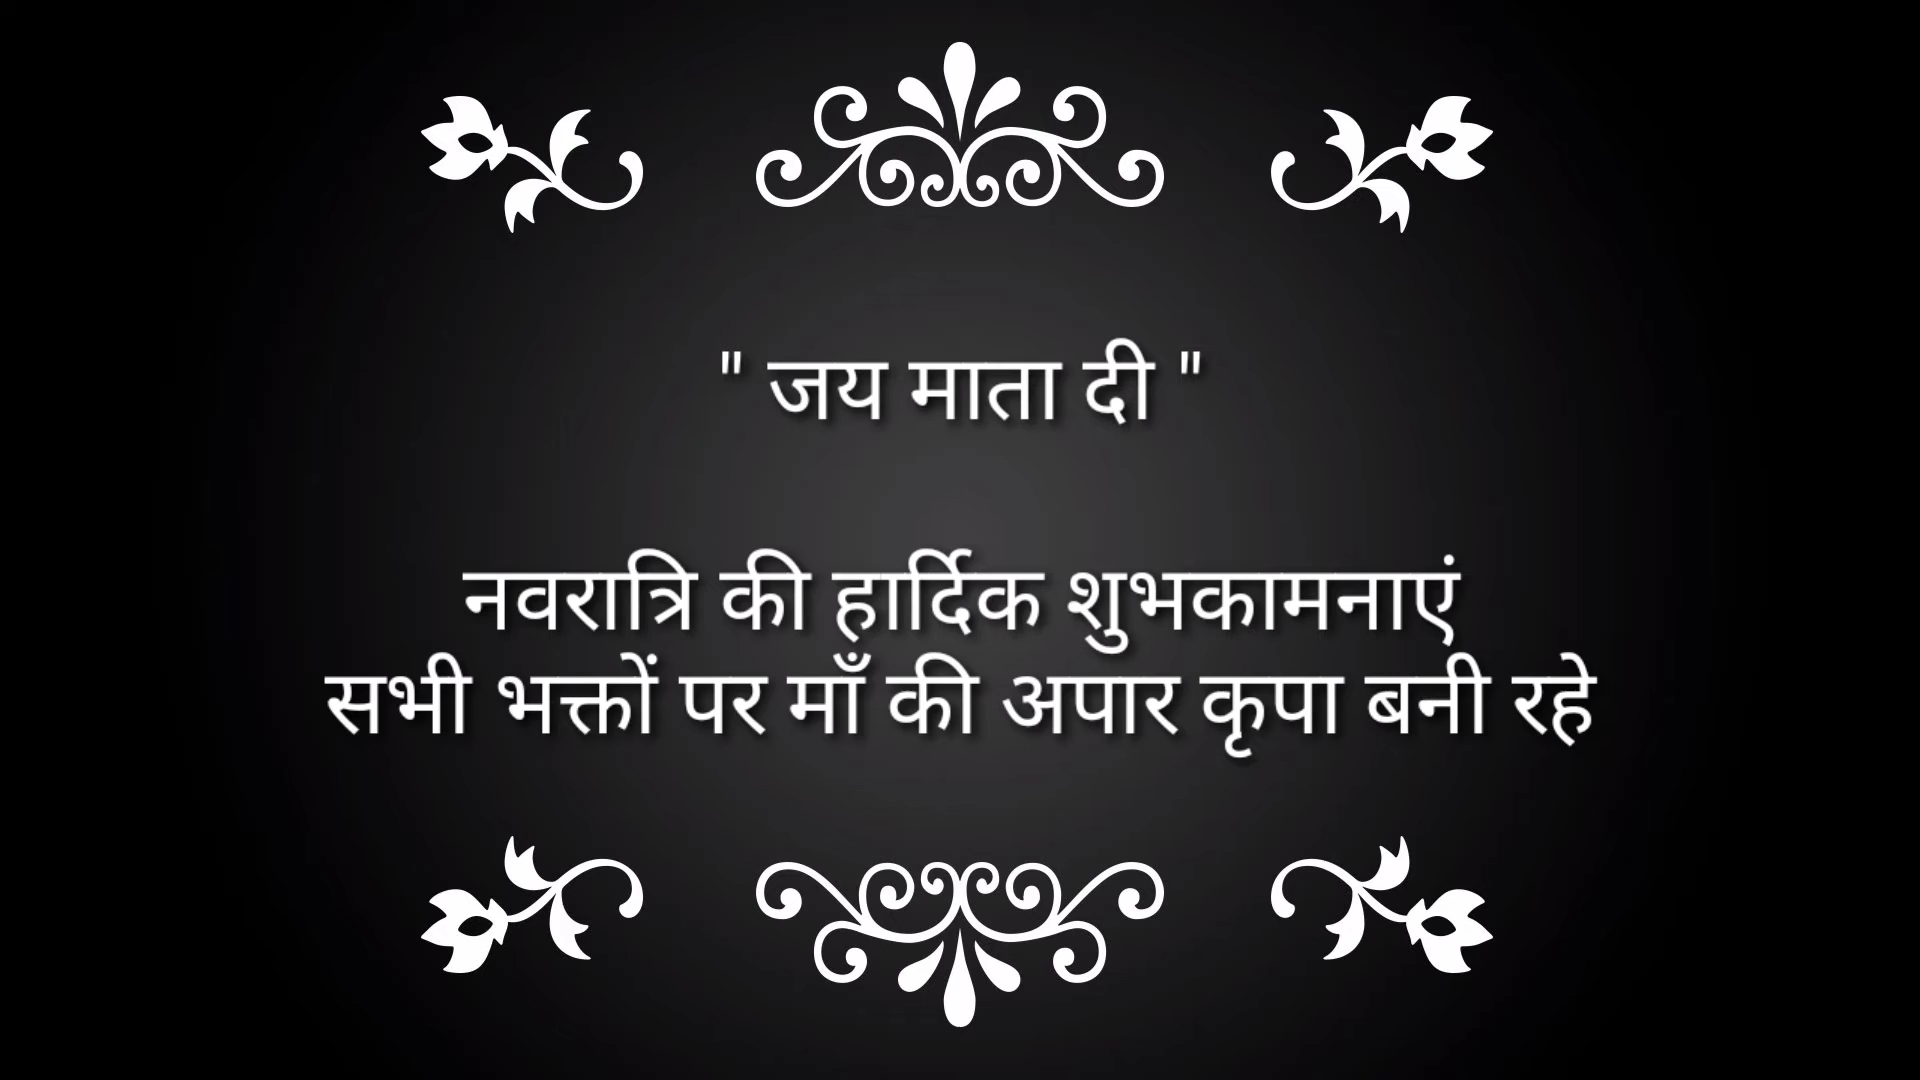 " जय माता दी "
नवरात्रि की हार्दिक शुभकामनाएं
सभी भक्तों पर माँ की अपार कृपा बनी रहे